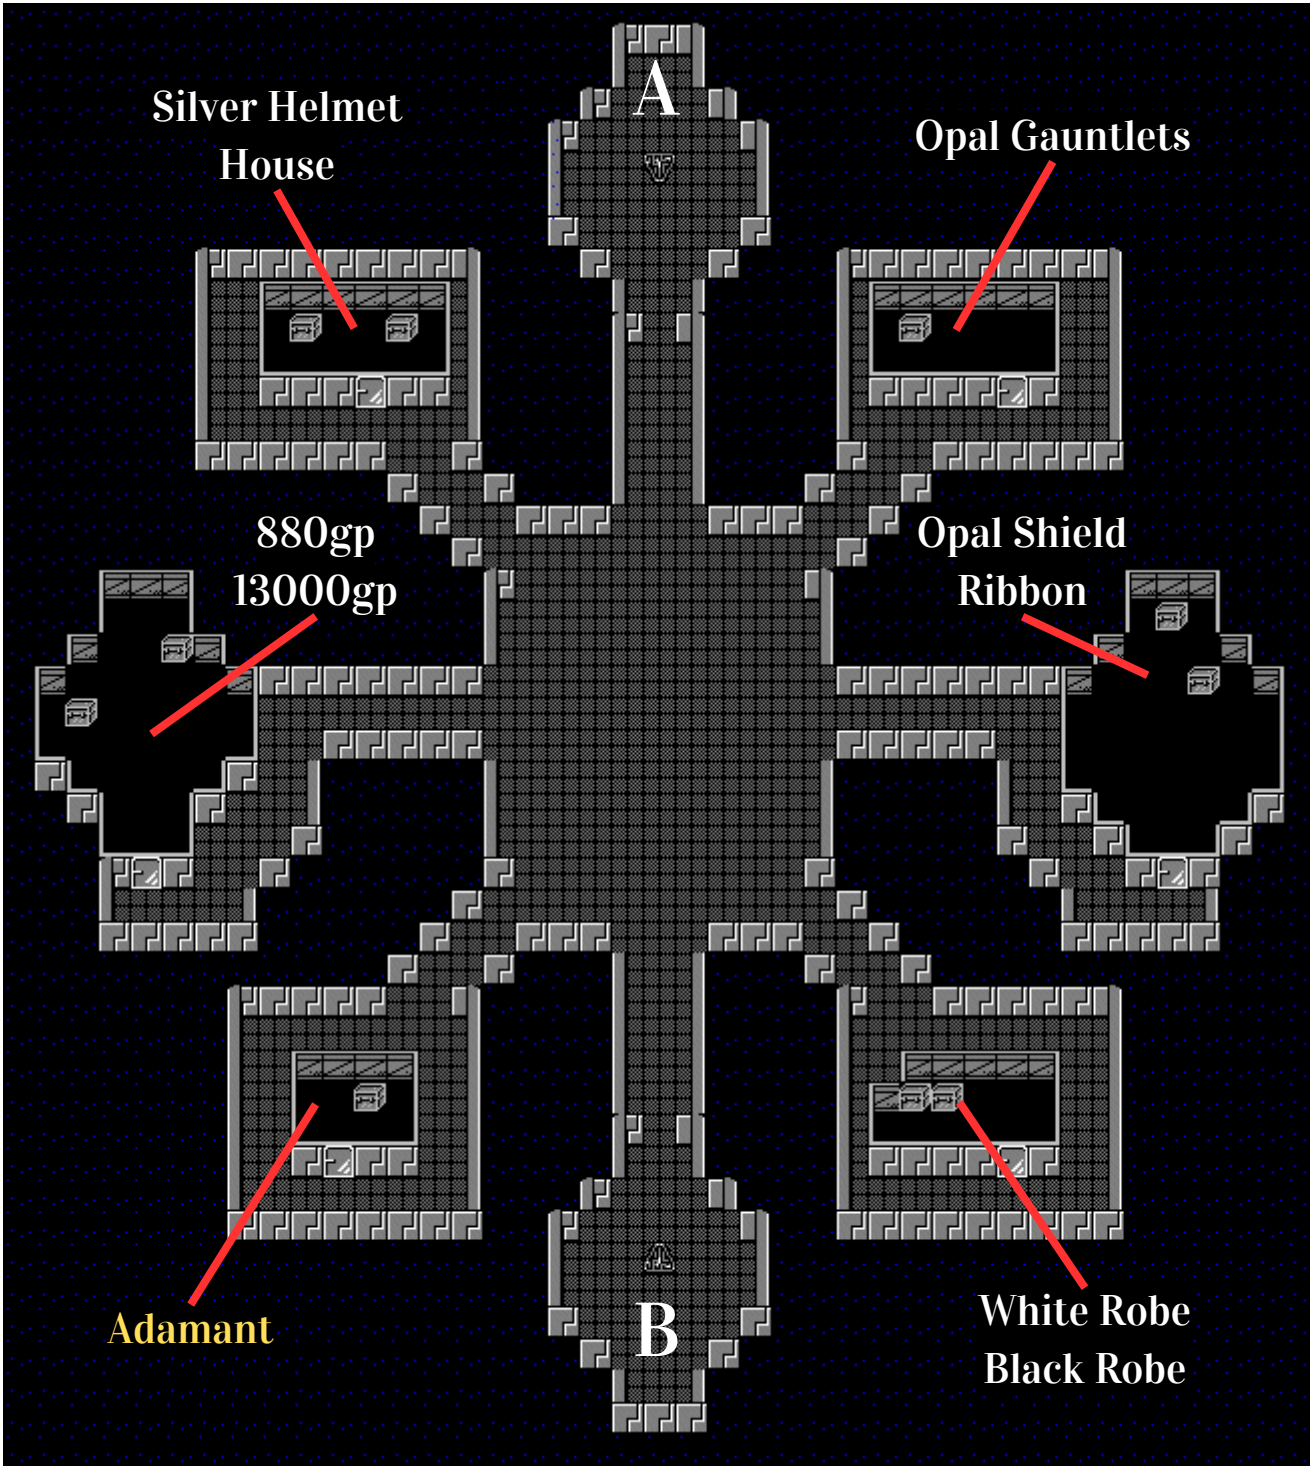 A
Silver Helmet
House
Opal Gauntlets
880gp
13000gp
Opal Shield
Ribbon
Adamant
B
White Robe
Black Robe